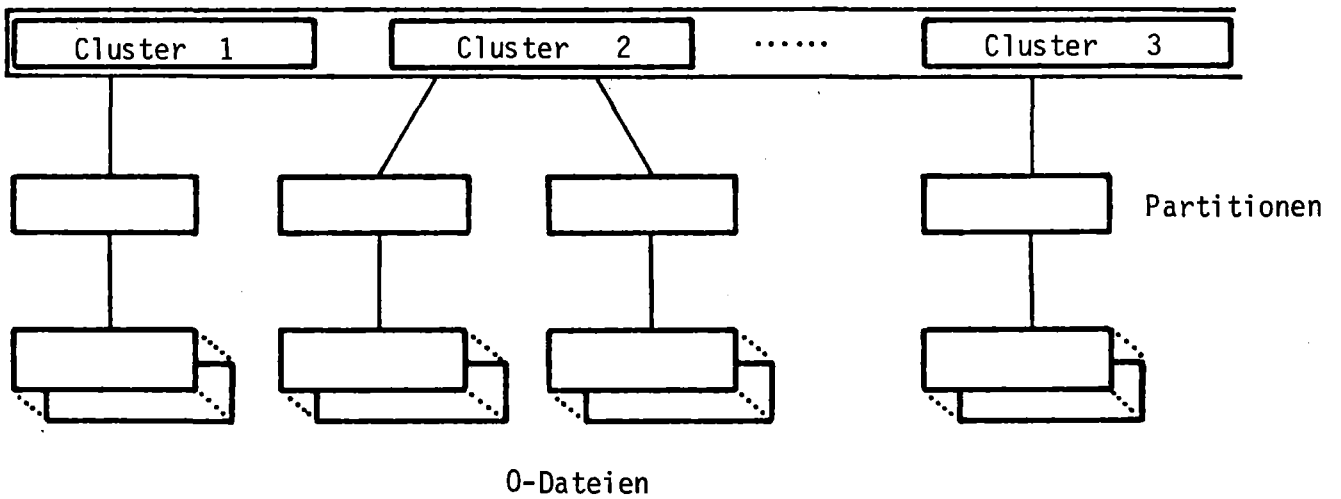 Cluster 1 Cluster 2 ...... Cluster 3
Partitionen
O-Dateien